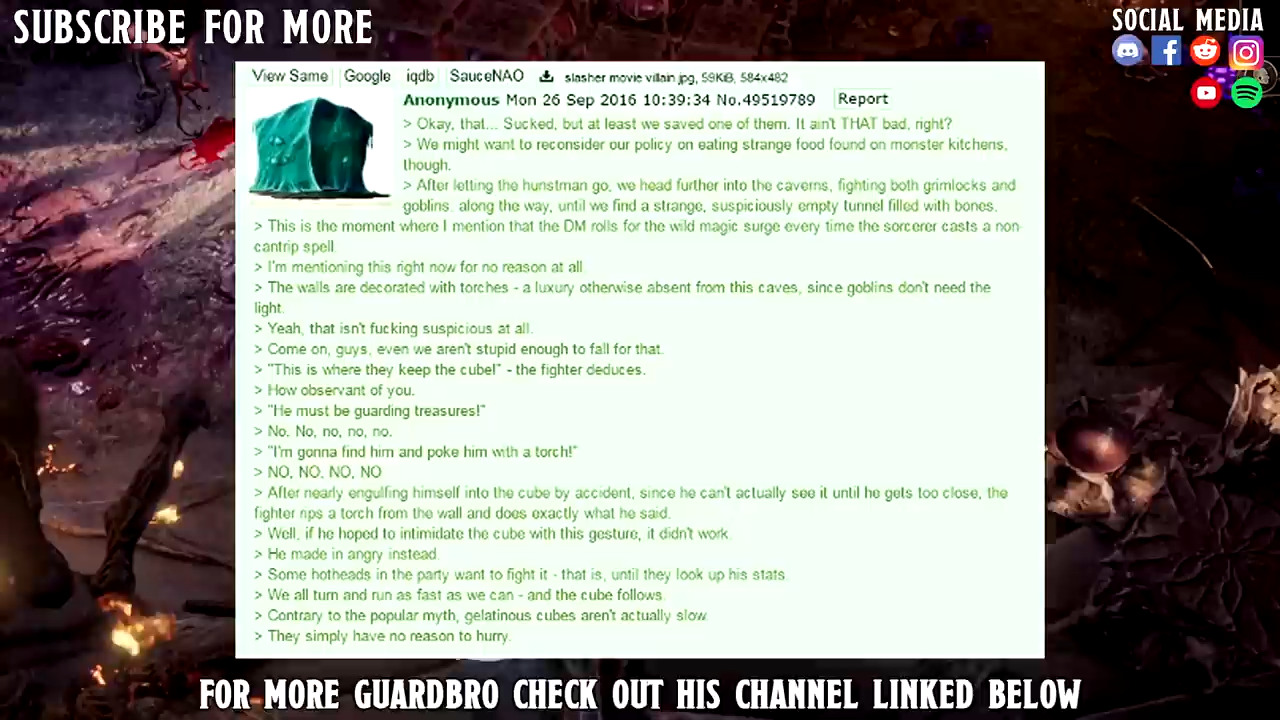 SUBSCRIBE FOR MORE
SOCIAL MEDIA
View Same Google iqdb SauceNAO slasher movie villain.jpg, 59KiB, 584x482
Anonymous Mon 26 Sep 2016 10:39:34 No.49519789 Report
> Okay, that... Sucked, but at least we saved one of them. It ain't THAT bad, right?
> We might want to reconsider our policy on eating strange food found on monster kitchens,
though.
> After letting the hunstman go, we head further into the caverns, fighting both grimlocks and
goblins. along the way, until we find a strange, suspiciously empty tunnel filled with bones.
> This is the moment where I mention that the DM rolls for the wild magic surge every time the sorcerer casts a non-
cantrip spell.
> I'm mentioning this right now for no reason at all.
> The walls are decorated with torches - a luxury otherwise absent from this caves, since goblins don't need the
light.
> Yeah, that isn't fucking suspicious at all.
> Come on, guys, even we aren't stupid enough to fall for that.
> "This is where they keep the cube!" - the fighter deduces.
> How observant of you.
> "He must be guarding treasures!"
> No. No, no, no, no.
> "I'm gonna find him and poke him with a torch!"
> NO, NO, NO, NO
> After nearly engulfing himself into the cube by accident, since he can't actually see it until he gets too close, the
fighter rips a torch from the wall and does exactly what he said.
> Well, if he hoped to intimidate the cube with this gesture, it didn't work.
> He made in angry instead.
> Some hotheads in the party want to fight it - that is, until they look up his stats.
> We all turn and run as fast as we can - and the cube follows.
> Contrary to the popular myth, gelatinous cubes aren't actually slow.
> They simply have no reason to hurry.
FOR MORE GUARDBRO CHECK OUT HIS CHANNEL LINKED BELOW